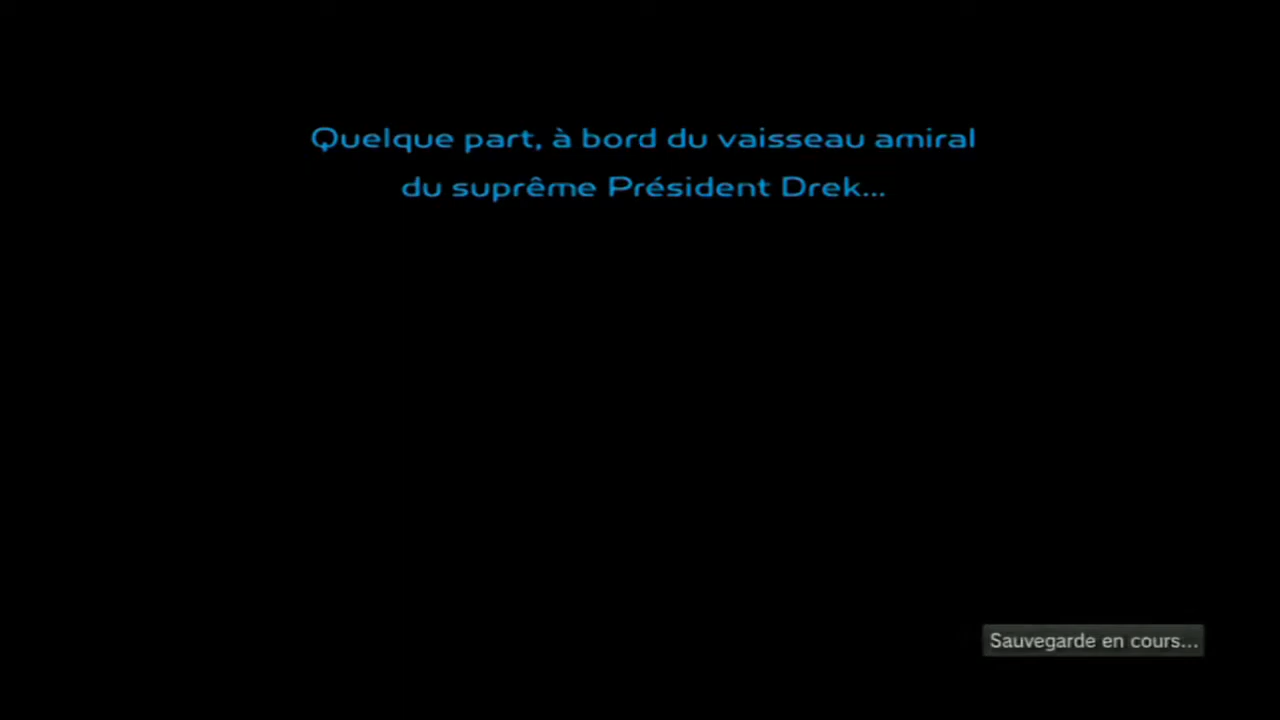 Quelque part, à bord du vaisseau amiral
du suprême Président Drek...
Sauvegarde en cours...